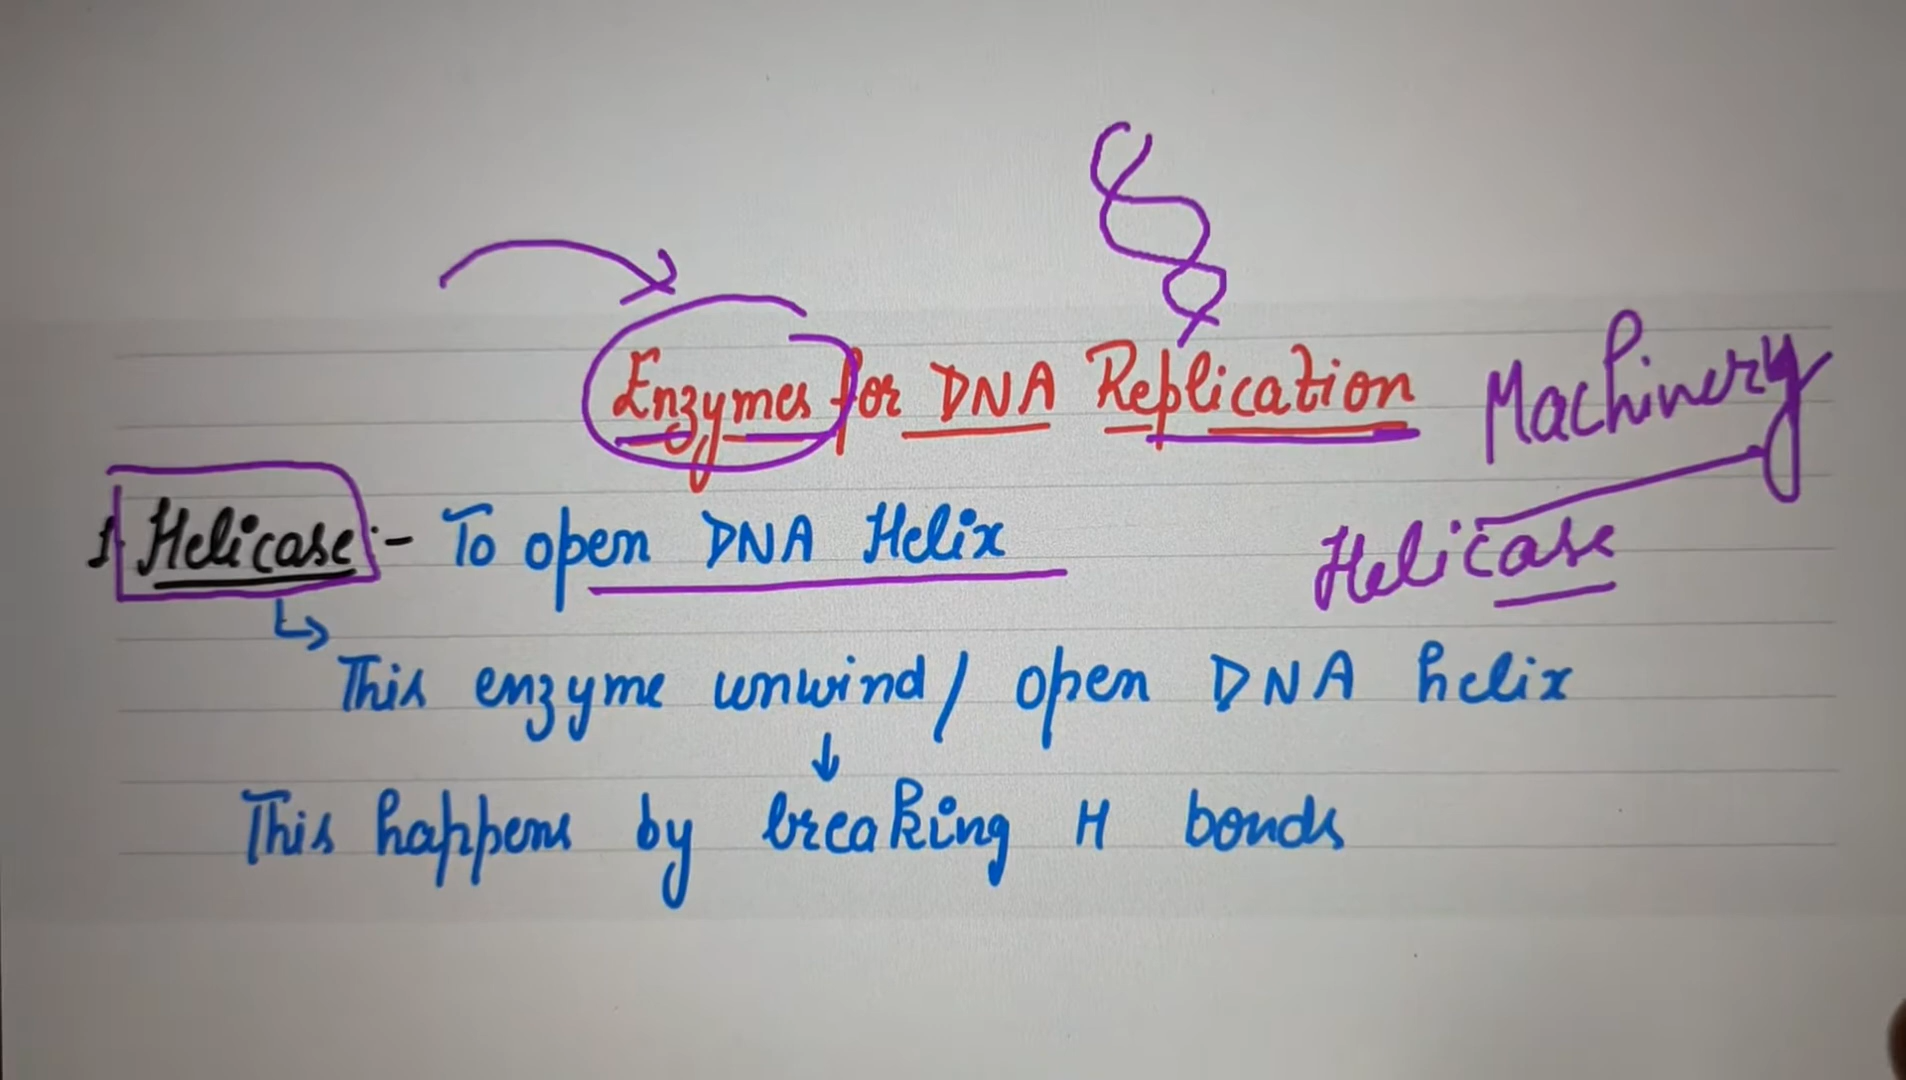 Enzymes for DNA Replication Machinery
1. Helicase :- To open DNA Helix
Helicase
This enzyme unwind / open DNA helix
This happens by breaking H bonds